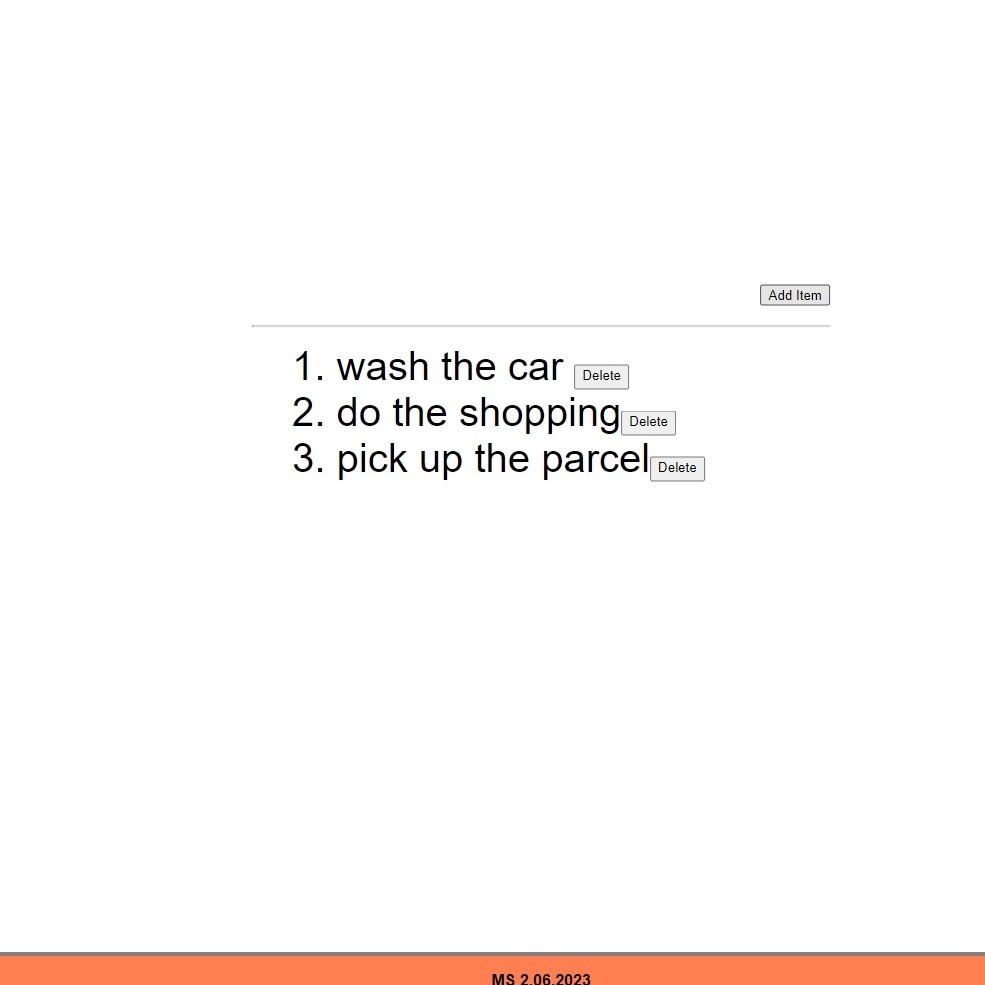 Add Item
1. wash the car Delete
2. do the shopping Delete
3. pick up the parcel Delete
MS 2.06.2023